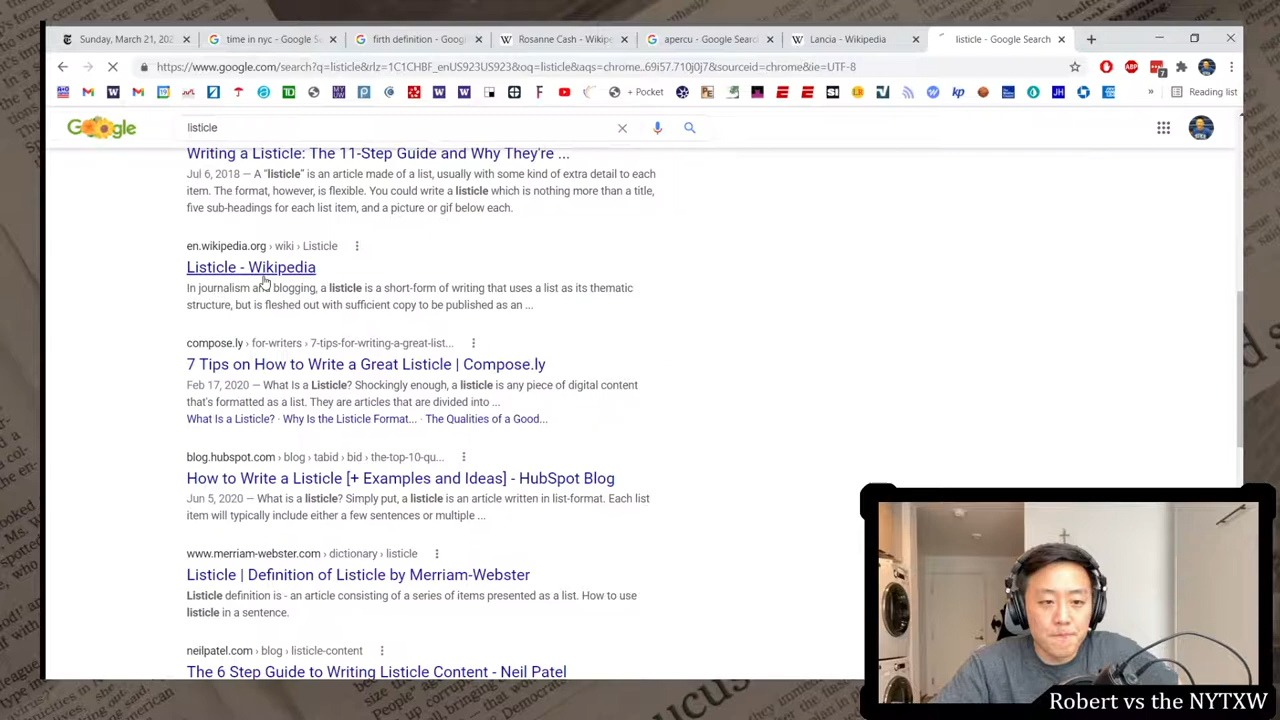 Sunday, March 21, 202
time in nyc - Google Se
firth definition - Googl
Rosanne Cash - Wikipe
apercu - Google Searc
Lancia - Wikipedia
listicle - Google Search
https://www.google.com/search?q=listicle&rlz=1C1CHBF_enUS923US923&oq=listicle&aqs=chrome..69i57.710j0j7&sourceid=chrome&ie=UTF-8
+ Pocket
Reading list
Google
listicle
Writing a Listicle: The 11-Step Guide and Why They're ...
Jul 6, 2018 — A "listicle" is an article made of a list, usually with some kind of extra detail to each
item. The format, however, is flexible. You could write a listicle which is nothing more than a title,
five sub-headings for each list item, and a picture or gif below each.
en.wikipedia.org › wiki › Listicle
Listicle - Wikipedia
In journalism and blogging, a listicle is a short-form of writing that uses a list as its thematic
structure, but is fleshed out with sufficient copy to be published as an ...
compose.ly › for-writers › 7-tips-for-writing-a-great-list...
7 Tips on How to Write a Great Listicle | Compose.ly
Feb 17, 2020 — What Is a Listicle? Shockingly enough, a listicle is any piece of digital content
that's formatted as a list. They are articles that are divided into ...
What Is a Listicle? · Why Is the Listicle Format... · The Qualities of a Good...
blog.hubspot.com › blog › tabid › bid › the-top-10-qu...
How to Write a Listicle [+ Examples and Ideas] - HubSpot Blog
Jun 5, 2020 — What is a listicle? Simply put, a listicle is an article written in list-format. Each list
item will typically include either a few sentences or multiple ...
www.merriam-webster.com › dictionary › listicle
Listicle | Definition of Listicle by Merriam-Webster
Listicle definition is - an article consisting of a series of items presented as a list. How to use
listicle in a sentence.
neilpatel.com › blog › listicle-content
The 6 Step Guide to Writing Listicle Content - Neil Patel
Robert vs the NYTXW